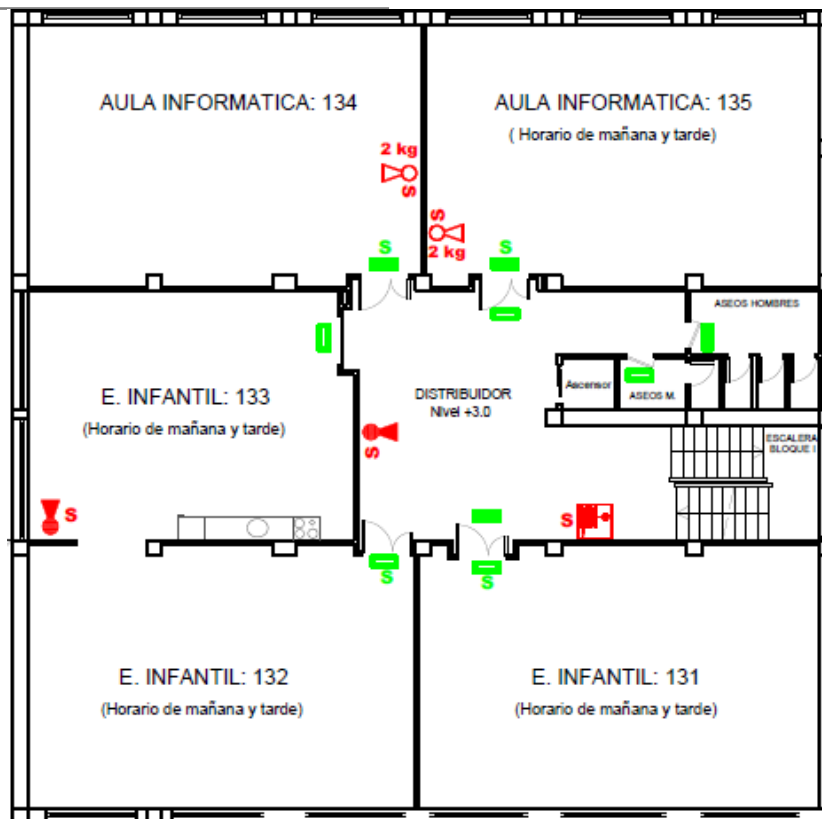 AULA INFORMATICA: 134
AULA INFORMATICA: 135
( Horario de mañana y tarde)
2 kg
S
S
2 kg
S
S
ASEOS HOMBRES
E. INFANTIL: 133
(Horario de mañana y tarde)
DISTRIBUIDOR
Nivel +3.0
Ascensor
ASEOS M.
S
ESCALERA
BLOQUE I
S
S
S
S
E. INFANTIL: 132
(Horario de mañana y tarde)
E. INFANTIL: 131
(Horario de mañana y tarde)